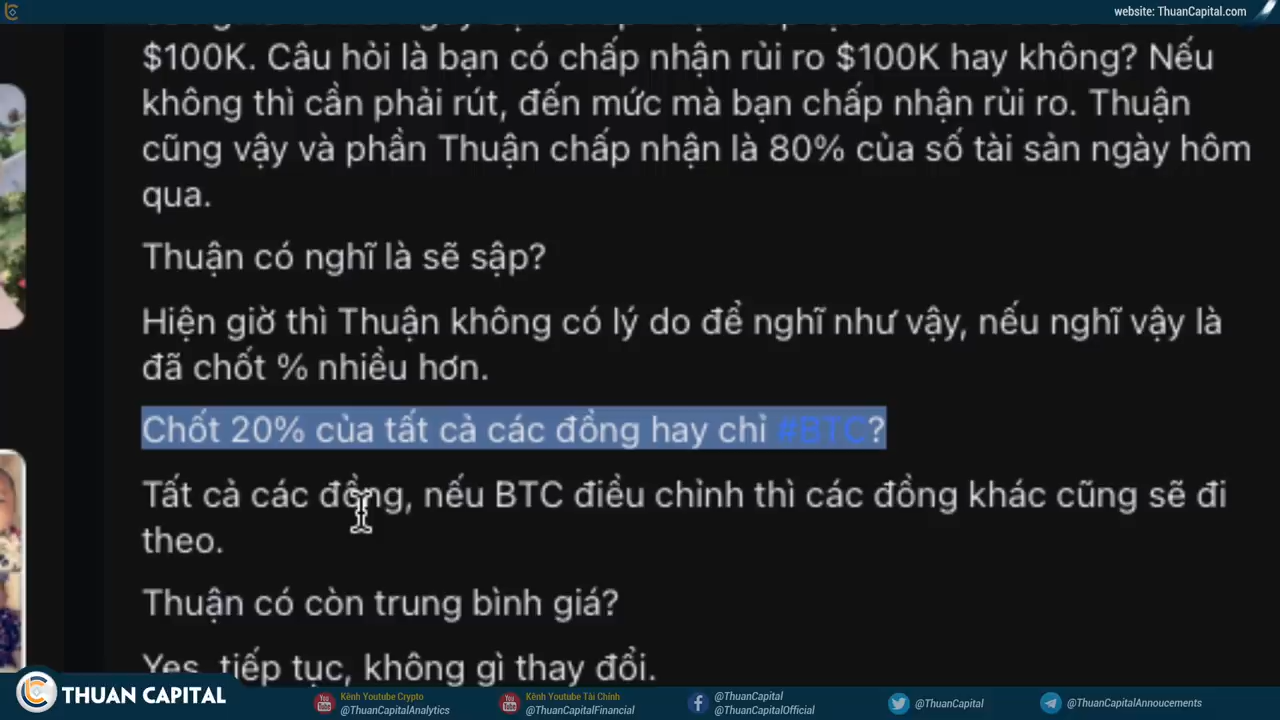 website: ThuanCapital.com
$100K. Câu hỏi là bạn có chấp nhận rủi ro $100K hay không? Nếu
không thì cần phải rút, đến mức mà bạn chấp nhận rủi ro. Thuận
cũng vậy và phần Thuận chấp nhận là 80% của số tài sản ngày hôm
qua.
Thuận có nghĩ là sẽ sập?
Hiện giờ thì Thuận không có lý do để nghĩ như vậy, nếu nghĩ vậy là
đã chốt % nhiều hơn.
Chốt 20% của tất cả các đồng hay chỉ #BTC?
Tất cả các đồng, nếu BTC điều chỉnh thì các đồng khác cũng sẽ đi
theo.
Thuận có còn trung bình giá?
Yes, tiếp tục, không gì thay đổi.
THUAN CAPITAL
Kênh Youtube Crypto
@ThuanCapitalAnalytics
Kênh Youtube Tài Chính
@ThuanCapitalFinancial
@ThuanCapital
@ThuanCapitalOfficial
@ThuanCapital
@ThuanCapitalAnnoucements